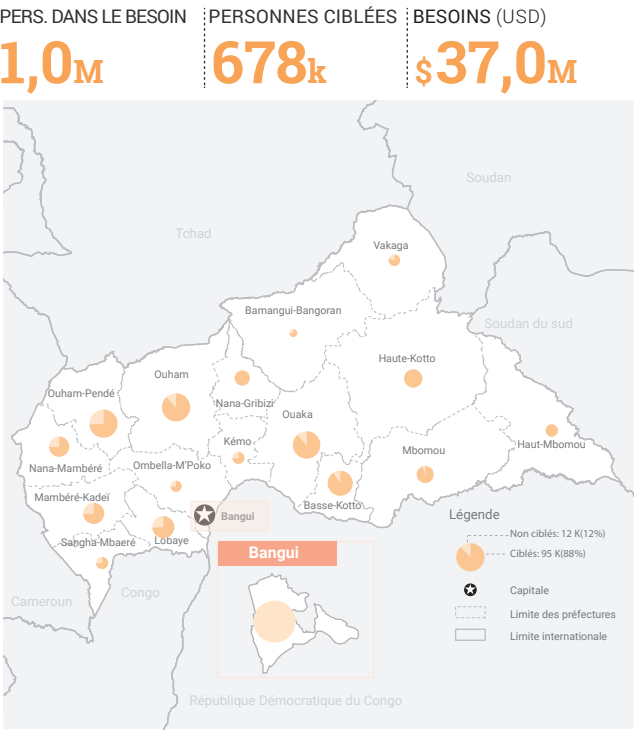 PERS. DANS LE BESOIN
1,0M
PERSONNES CIBLÉES
678k
BESOINS (USD)
$37,0M
Soudan
Tchad
Vakaga
Bamangui-Bangoran
Soudan du sud
Haute-Kotto
Ouham
Ouham-Pendé
Nana-Gribizi
Ouaka
Kémo
Haut-Mbomou
Mbomou
Nana-Mambéré
Ombella-M'Poko
Mambéré-Kadeï
Basse-Kotto
Bangui
Sangha-Mbaeré
Lobaye
Légende
Non ciblés: 12 K(12%)
Ciblés: 95 K(88%)
Bangui
Capitale
Cameroun
Congo
Limite des préfectures
Limite internationale
République Démocratique du Congo